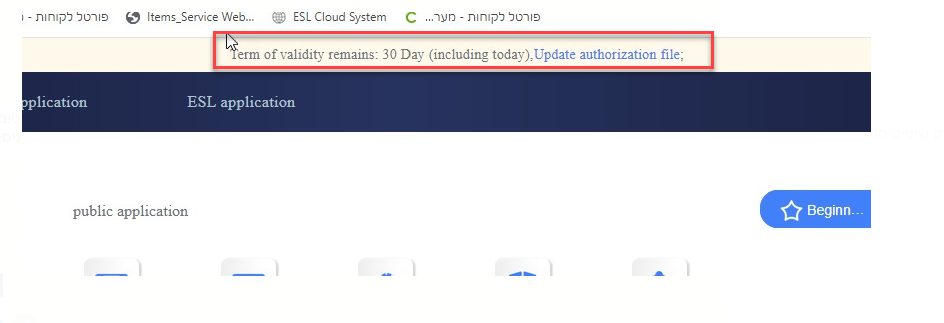 פורטל לקוחות - מ Items_Service Web... ESL Cloud System פורטל לקוחות - מער...
Term of validity remains: 30 Day (including today),Update authorization file;
pplication ESL application
public application
Beginn...